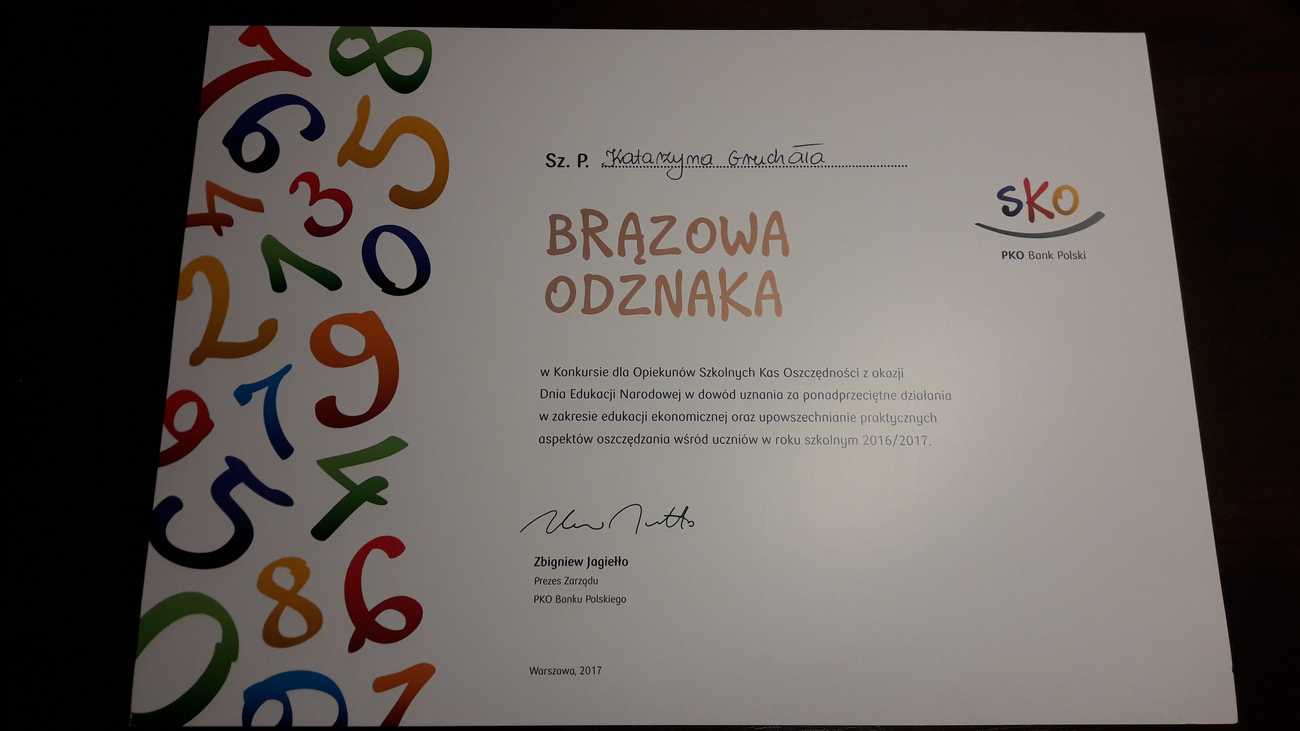 Sz. P. Katarzyna Gruchała
BRĄZOWA
ODZNAKA
SKO
PKO Bank Polski
w Konkursie dla Opiekunów Szkolnych Kas Oszczędności z okazji
Dnia Edukacji Narodowej w dowód uznania za ponadprzeciętne działania
w zakresie edukacji ekonomicznej oraz upowszechnianie praktycznych
aspektów oszczędzania wśród uczniów w roku szkolnym 2016/2017.
Zbigniew Jagiełło
Prezes Zarządu
PKO Banku Polskiego
Warszawa, 2017